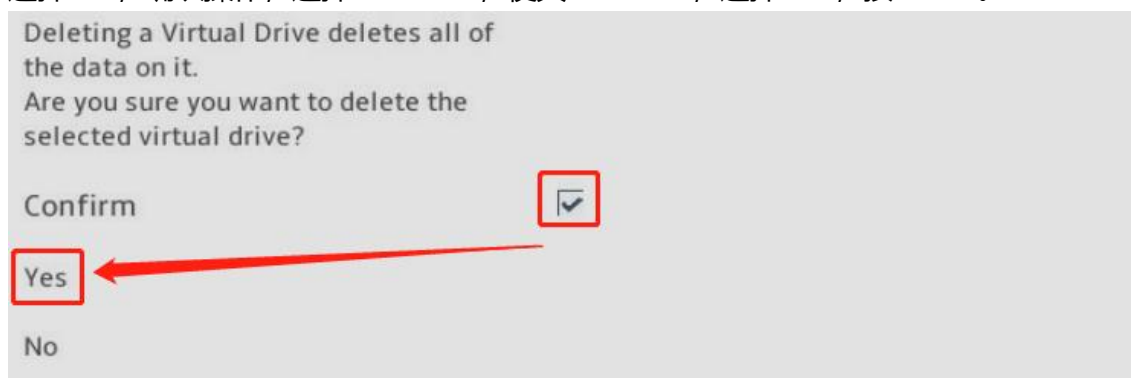 Deleting a Virtual Drive deletes all of
the data on it.
Are you sure you want to delete the
selected virtual drive?
Confirm
Yes
No